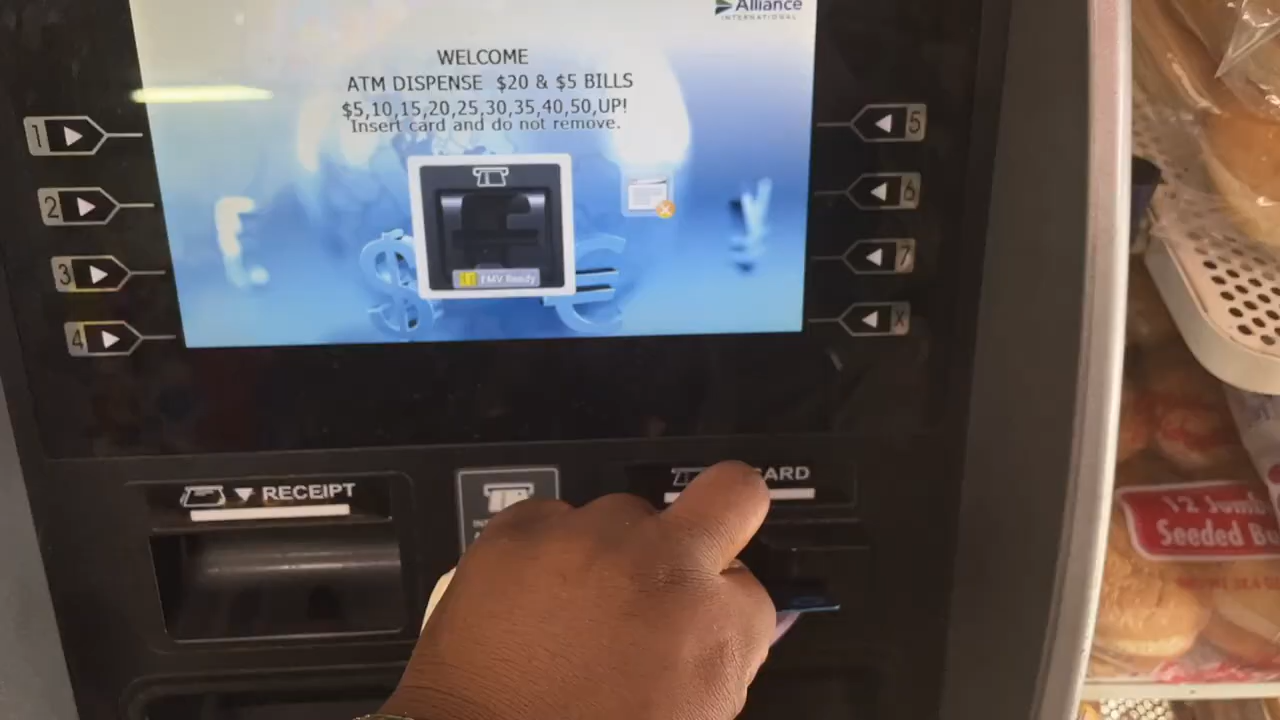 Alliance
INTERNATIONAL
WELCOME
ATM DISPENSE $20 & $5 BILLS
$5,10,15,20,25,30,35,40,50,UP!
Insert card and do not remove.
EMV Ready
1
2
3
4
5
6
7
X
RECEIPT
CARD
12 Jumb
Seeded Bu